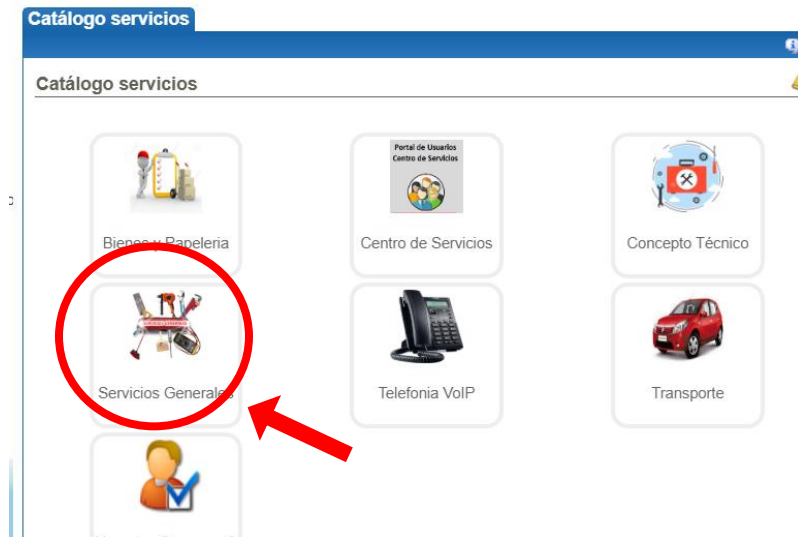 Catálogo servicios
Catálogo servicios
Portal de Usuarios
Centro de Servicios
Bienes y Papeleria
Centro de Servicios
Concepto Técnico
Servicios Generales
Telefonia VoIP
Transporte